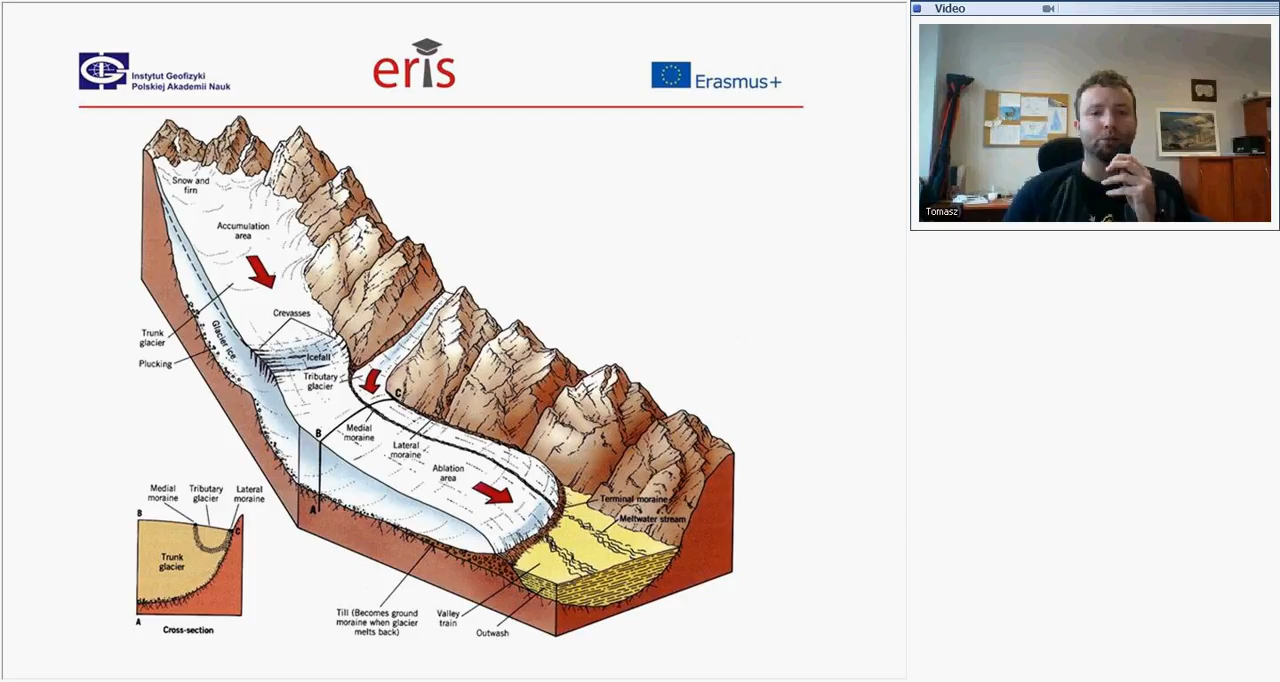 Instytut Geofizyki
Polskiej Akademii Nauk
eris
Erasmus+
Snow and
firn
Accumulation
area
Crevasses
Trunk
glacier
Plucking
Glacier ice
Icefall
Tributary
glacier
C
B
Medial
moraine
Lateral
moraine
Ablation
area
A
Terminal moraine
Meltwater stream
Till (Becomes ground
moraine when glacier
melts back)
Valley
train
Outwash
Medial
moraine
Tributary
glacier
Lateral
moraine
B
C
Trunk
glacier
A
Cross-section
Video
Tomasz